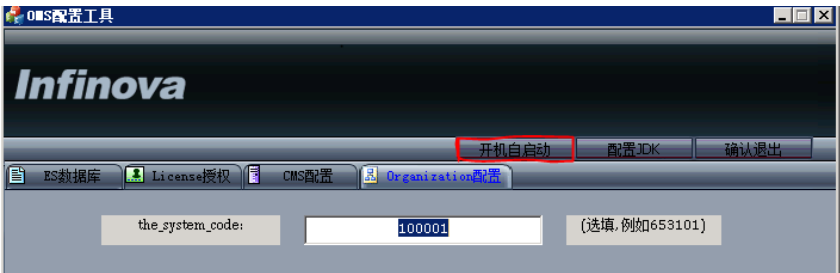 OMS配置工具
Infinova
开机自启动 配置JDK 确认退出
ES数据库 License授权 CMS配置 Organization配置
the_system_code: 100001 (选填,例如653101)